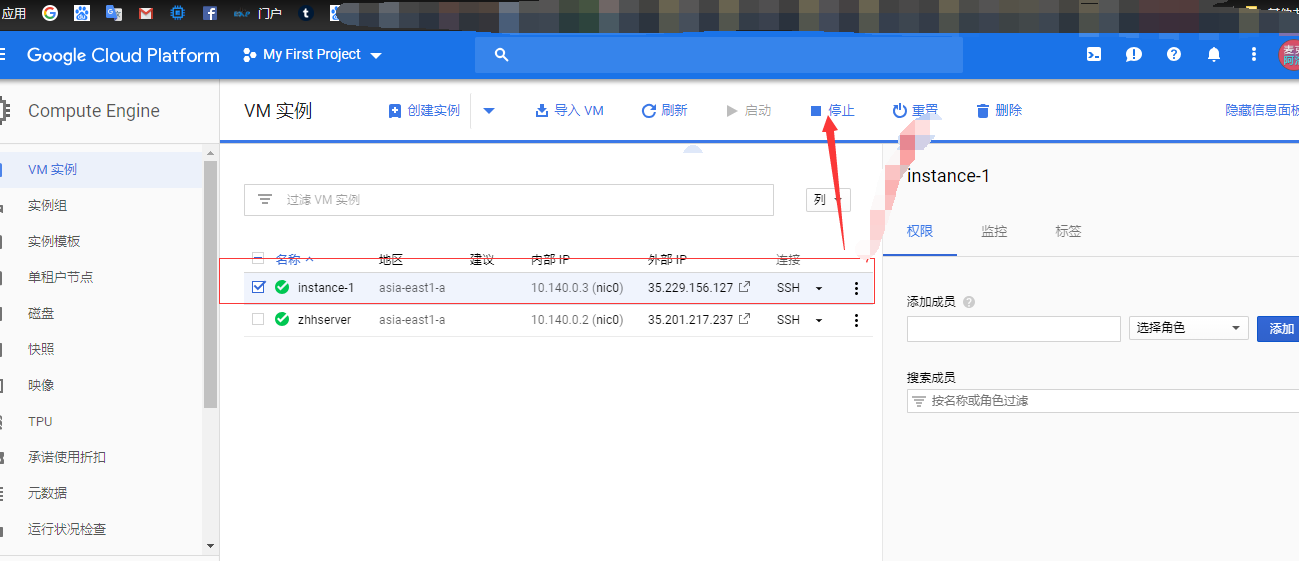 应用 门户
Google Cloud Platform My First Project
Compute Engine VM 实例 创建实例 导入 VM 刷新 启动 停止 重置 删除 隐藏信息面板
VM 实例
实例组
实例模板
单租户节点
磁盘
快照
映像
TPU
承诺使用折扣
元数据
运行状况检查
过滤 VM 实例 列
名称 地区 建议 内部 IP 外部 IP 连接
instance-1 asia-east1-a 10.140.0.3 (nic0) 35.229.156.127 SSH
zhhserver asia-east1-a 10.140.0.2 (nic0) 35.201.217.237 SSH
instance-1
权限 监控 标签
添加成员
选择角色 添加
搜索成员
按名称或角色过滤